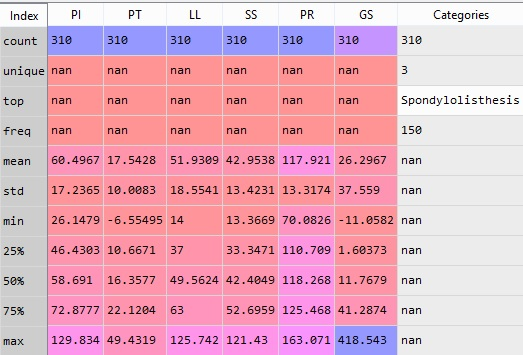 Index PI PT LL SS PR GS Categories
count 310 310 310 310 310 310 310
unique nan nan nan nan nan nan 3
top nan nan nan nan nan nan Spondylolisthesis
freq nan nan nan nan nan nan 150
mean 60.4967 17.5428 51.9309 42.9538 117.921 26.2967 nan
std 17.2365 10.0083 18.5541 13.4231 13.3174 37.559 nan
min 26.1479 -6.55495 14 13.3669 70.0826 -11.0582 nan
25% 46.4303 10.6671 37 33.3471 110.709 1.60373 nan
50% 58.691 16.3577 49.5624 42.4049 118.268 11.7679 nan
75% 72.8777 22.1204 63 52.6959 125.468 41.2874 nan
max 129.834 49.4319 125.742 121.43 163.071 418.543 nan